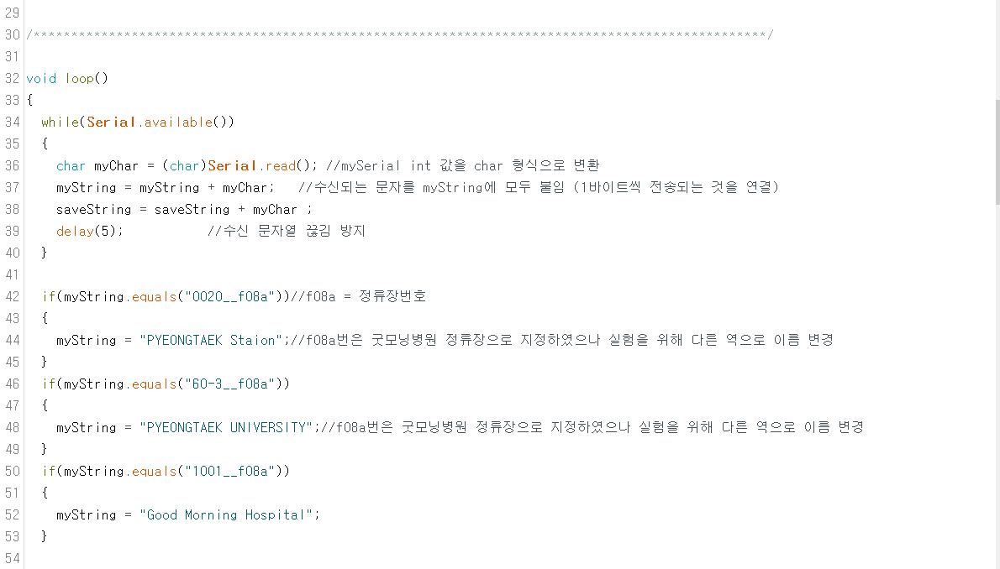 29
30 /*************************************************************************************************/
31
32 void loop()
33 {
34 while(Serial.available())
35 {
36 char myChar = (char)Serial.read(); //mySerial int 값을 char 형식으로 변환
37 myString = myString + myChar; //수신되는 문자를 myString에 모두 붙임 (1바이트씩 전송되는 것을 연결)
38 saveString = saveString + myChar ;
39 delay(5); //수신 문자열 끊김 방지
40 }
41
42 if(myString.equals("0020__f08a"))//f08a = 정류장번호
43 {
44 myString = "PYEONGTAEK Staion";//f08a번은 굿모닝병원 정류장으로 지정하였으나 실험을 위해 다른 역으로 이름 변경
45 }
46 if(myString.equals("60-3__f08a"))
47 {
48 myString = "PYEONGTAEK UNIVERSITY";//f08a번은 굿모닝병원 정류장으로 지정하였으나 실험을 위해 다른 역으로 이름 변경
49 }
50 if(myString.equals("1001__f08a"))
51 {
52 myString = "Good Morning Hospital";
53 }
54